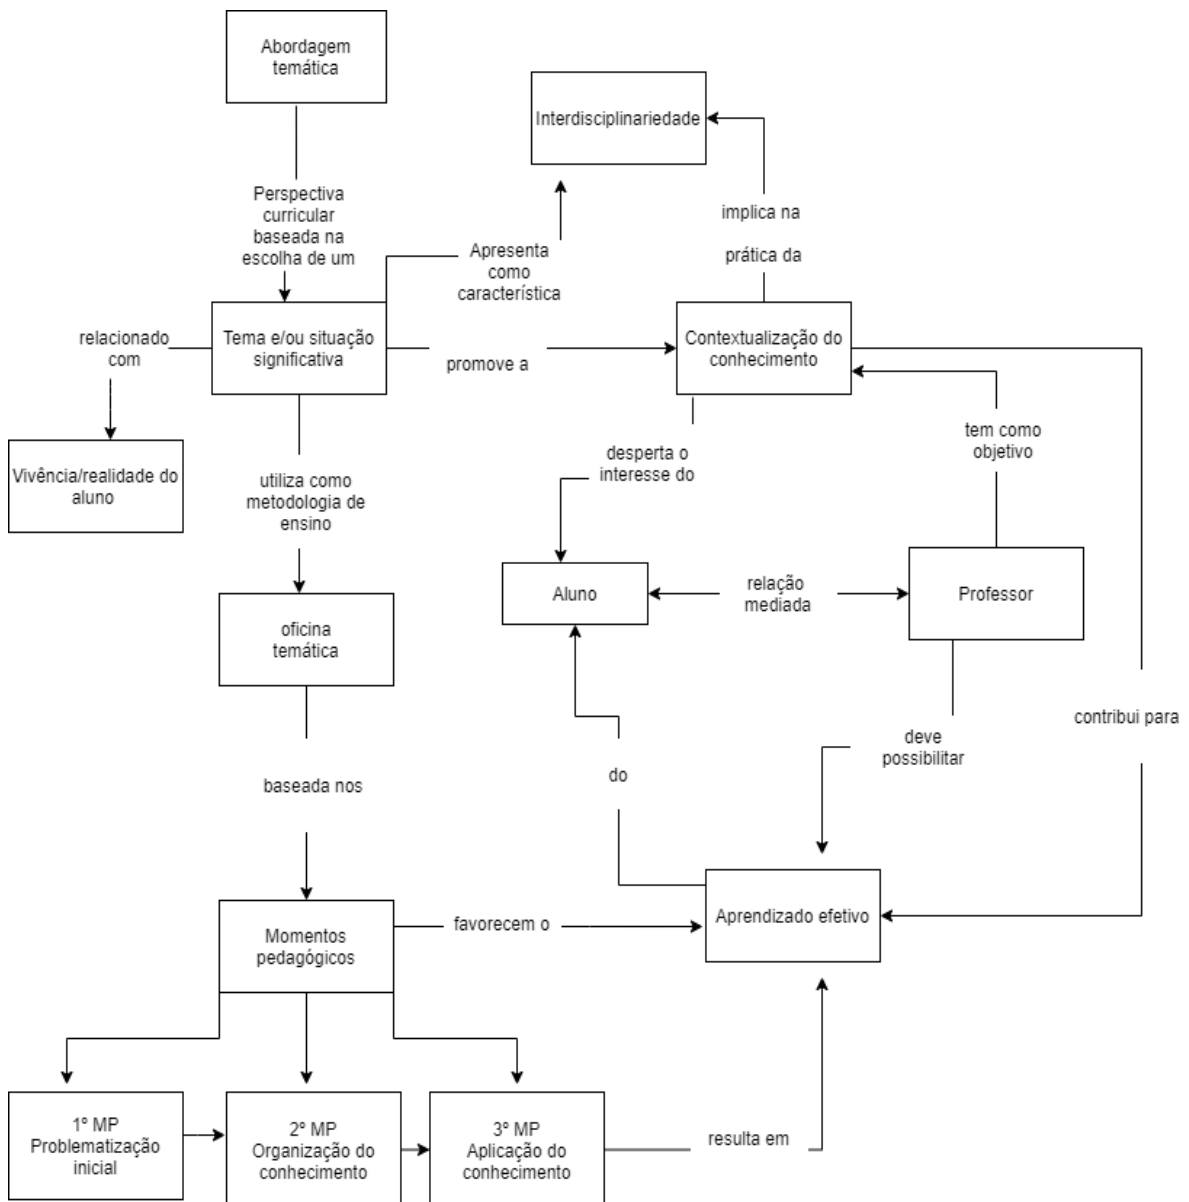 Abordagem
temática
Interdisciplinariedade
Perspectiva
curricular
baseada na
escolha de um
implica na
prática da
Apresenta
como
característica
relacionado
com
Tema e/ou situação
significativa
promove a
Contextualização do
conhecimento
Vivência/realidade do
aluno
utiliza como
metodologia de
ensino
desperta o
interesse do
tem como
objetivo
oficina
temática
Aluno
relação
mediada
Professor
contribui para
deve
possibilitar
do
baseada nos
Momentos
pedagógicos
favorecem o
Aprendizado efetivo
1º MP
Problematização
inicial
2º MP
Organização do
conhecimento
3º MP
Aplicação do
conhecimento
resulta em